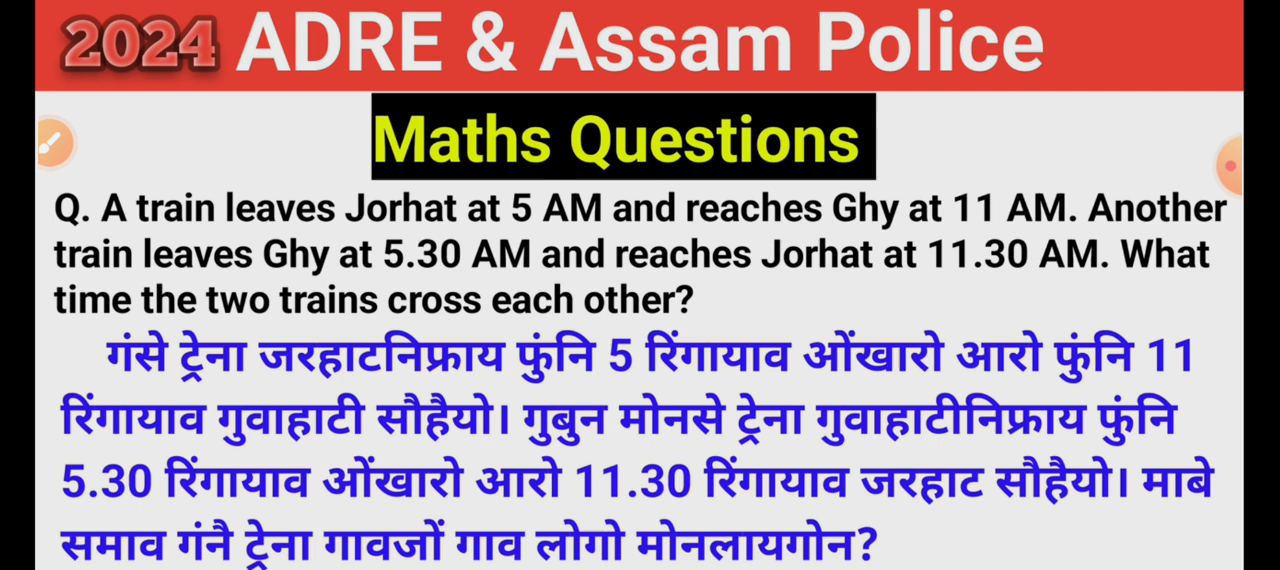 2024 ADRE & Assam Police
Maths Questions
Q. A train leaves Jorhat at 5 AM and reaches Ghy at 11 AM. Another
train leaves Ghy at 5.30 AM and reaches Jorhat at 11.30 AM. What
time the two trains cross each other?
गंसे ट्रेना जरहाटनिफ्राय फुंनि 5 रिंगायाव ओंखारो आरो फुंनि 11
रिंगायाव गुवाहाटी सौहैयो। गुबुन मोनसे ट्रेना गुवाहाटीनिफ्राय फुंनि
5.30 रिंगायाव ओंखारो आरो 11.30 रिंगायाव जरहाट सौहैयो। माबे
समाव गंनै ट्रेना गावजों गाव लोगो मोनलायगोन?